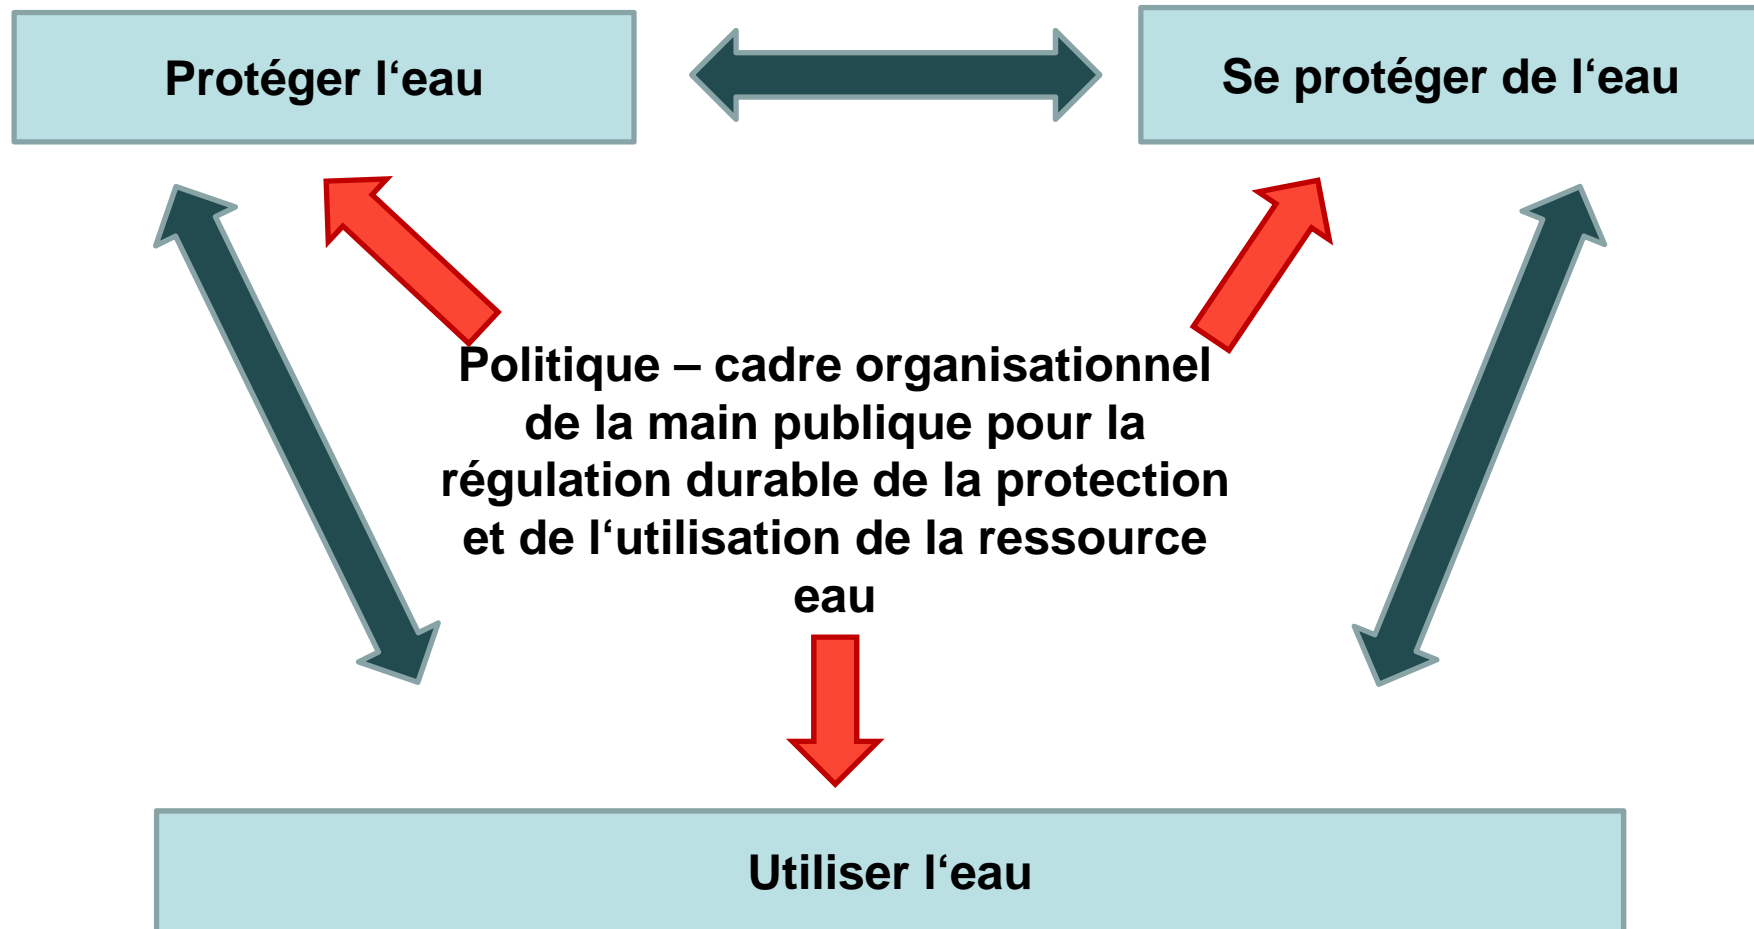 Protéger l‘eau
Se protéger de l‘eau
Politique – cadre organisationnel
de la main publique pour la
régulation durable de la protection
et de l‘utilisation de la ressource
eau
Utiliser l‘eau